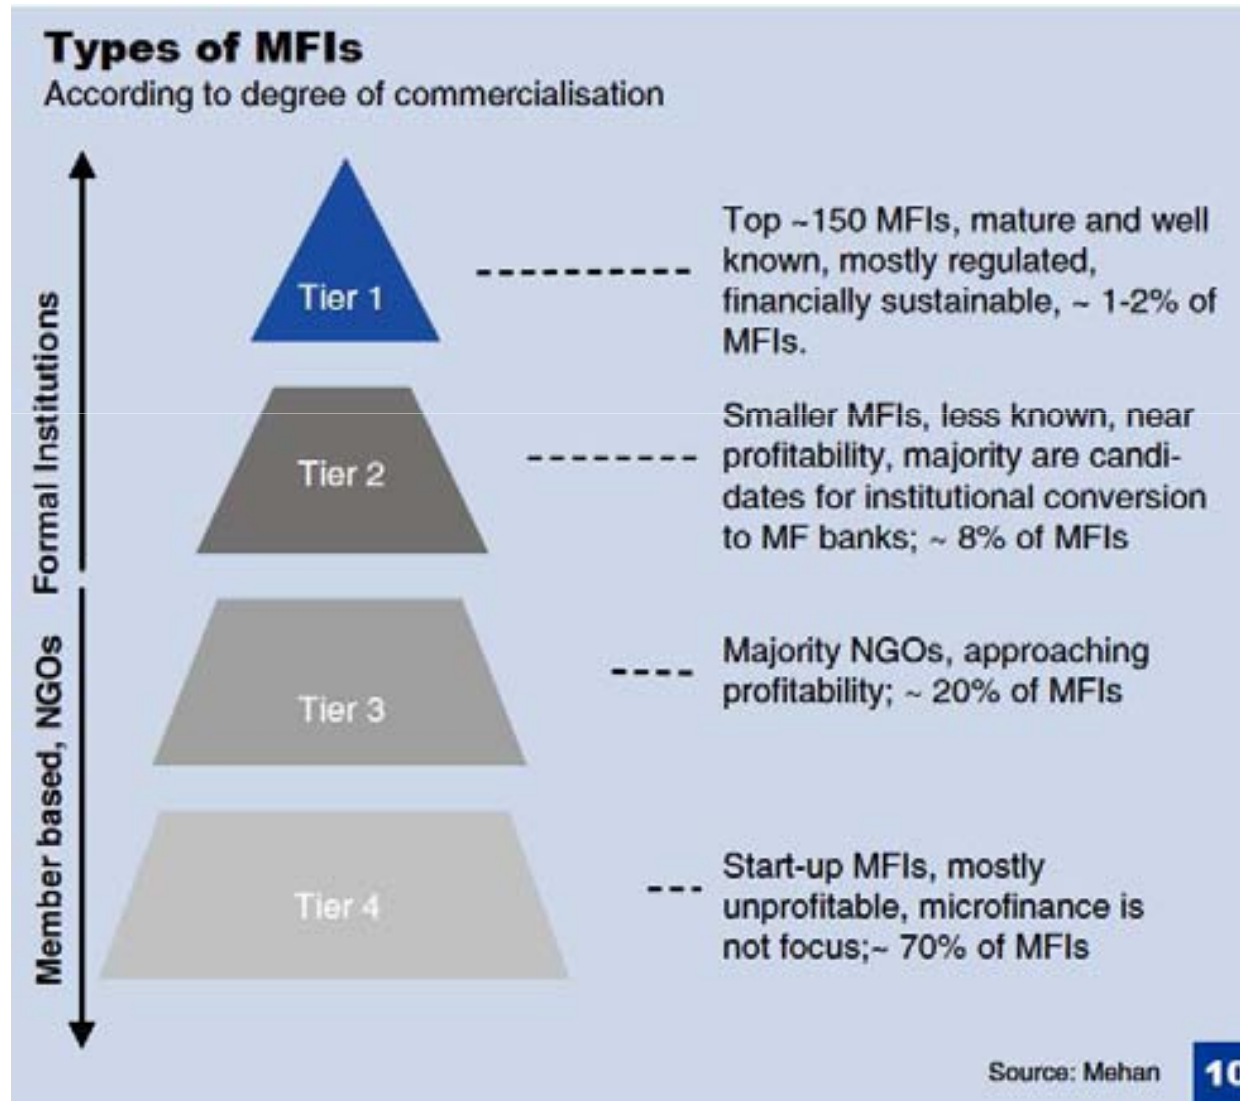 Types of MFIs
According to degree of commercialisation
Formal Institutions
Member based, NGOs
Tier 1
Top ~150 MFIs, mature and well
known, mostly regulated,
financially sustainable, ~ 1-2% of
MFIs.
Tier 2
Smaller MFIs, less known, near
profitability, majority are candi-
dates for institutional conversion
to MF banks; ~ 8% of MFIs
Tier 3
Majority NGOs, approaching
profitability; ~ 20% of MFIs
Tier 4
Start-up MFIs, mostly
unprofitable, microfinance is
not focus;~ 70% of MFIs
Source: Mehan
10